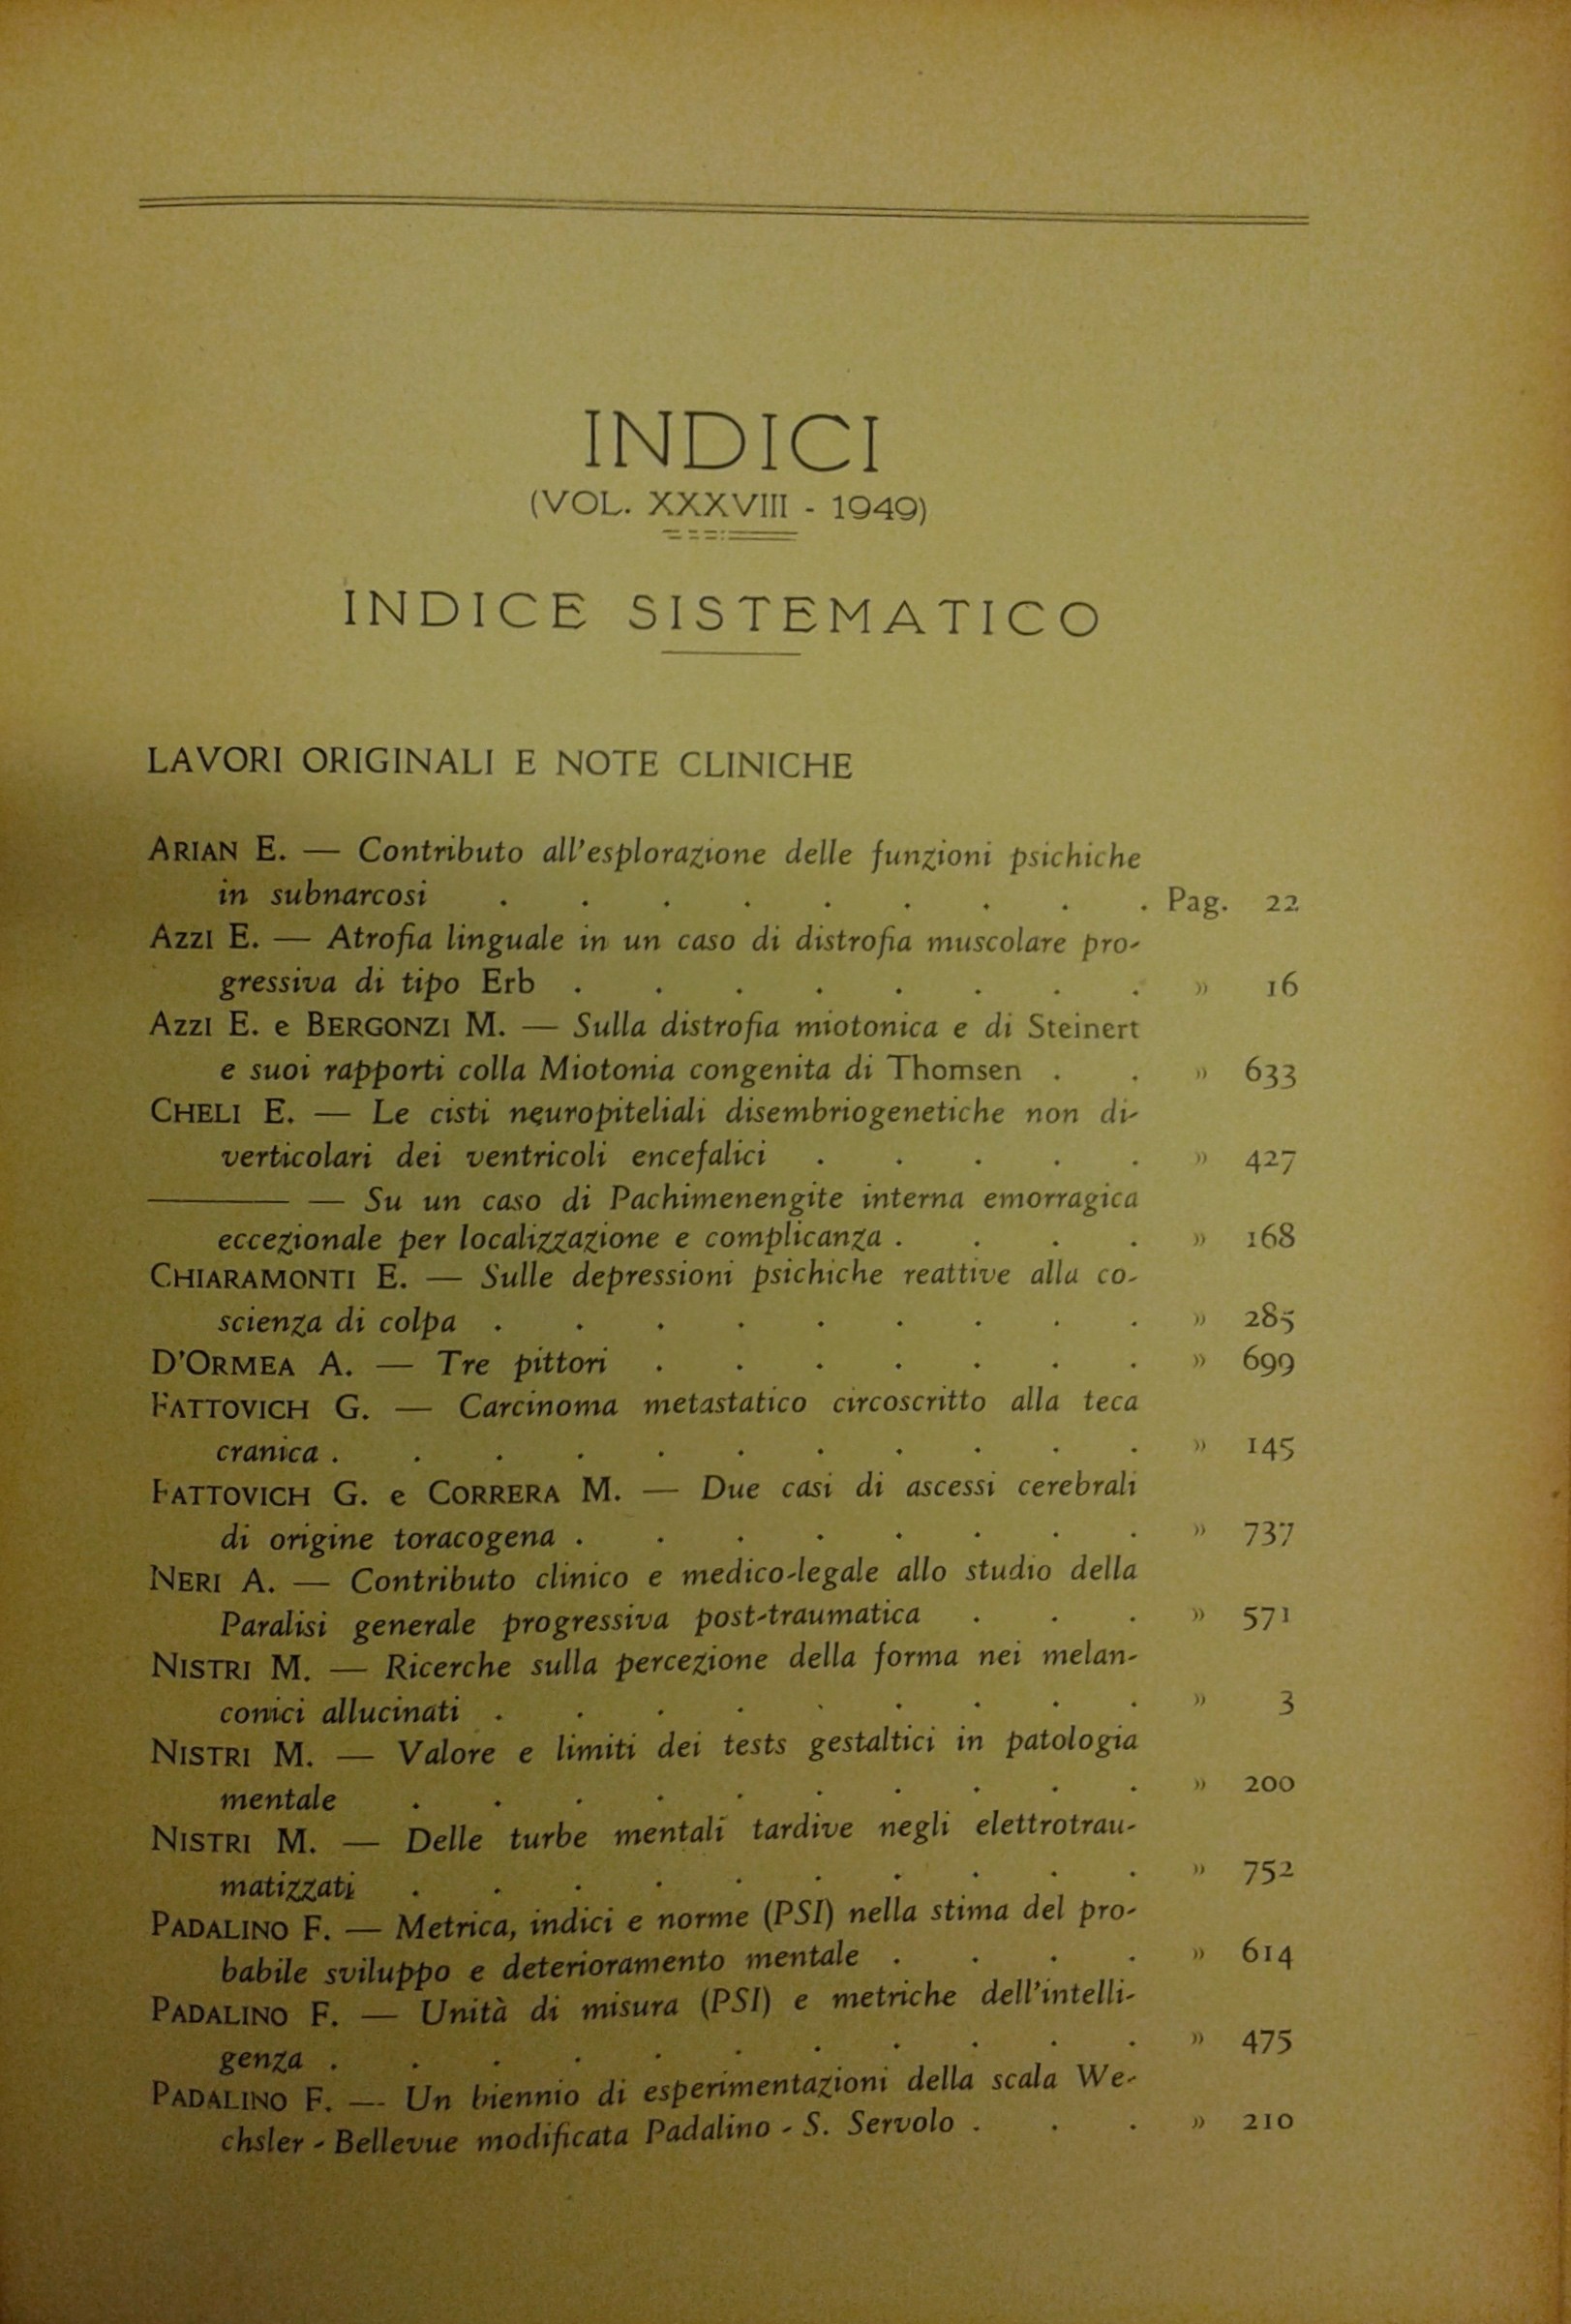 INDICI
(VOL. XXXVIII - 1949)
INDICE SISTEMATICO
LAVORI ORIGINALI E NOTE CLINICHE
ARIAN E. — Contributo all'esplorazione delle funzioni psichiche
in subnarcosi . . . . . . . . . Pag. 22
AZZI E. — Atrofia linguale in un caso di distrofia muscolare pro-
gressiva di tipo Erb . . . . . . . . » 16
AZZI E. e BERGONZI M. — Sulla distrofia miotonica e di Steinert
e suoi rapporti colla Miotonia congenita di Thomsen . . » 633
CHELI E. — Le cisti neuropiteliali disembriogenetiche non di-
verticolari dei ventricoli encefalici . . . . . » 427
——— — Su un caso di Pachimenengite interna emorragica
eccezionale per localizzazione e complicanza . . . . » 168
CHIARAMONTI E. — Sulle depressioni psichiche reattive alla co-
scienza di colpa . . . . . . . . . » 285
D'ORMEA A. — Tre pittori . . . . . . . » 699
FATTOVICH G. — Carcinoma metastatico circoscritto alla teca
cranica . . . . . . . . . . . » 145
FATTOVICH G. e CORRERA M. — Due casi di ascessi cerebrali
di origine toracogena . . . . . . . . » 737
NERI A. — Contributo clinico e medico-legale allo studio della
Paralisi generale progressiva post-traumatica . . . » 571
NISTRI M. — Ricerche sulla percezione della forma nei melan-
conici allucinati . . . . . . . . . » 3
NISTRI M. — Valore e limiti dei tests gestaltici in patologia
mentale . . . . . . . . . . » 200
NISTRI M. — Delle turbe mentali tardive negli elettrotrau-
matizzati . . . . . . . . . . » 752
PADALINO F. — Metrica, indici e norme (PSI) nella stima del pro-
babile sviluppo e deterioramento mentale . . . . » 614
PADALINO F. — Unità di misura (PSI) e metriche dell'intelli-
genza . . . . . . . . . . . » 475
PADALINO F. — Un biennio di esperimentazioni della scala We-
chsler - Bellevue modificata Padalino - S. Servolo . . . » 210